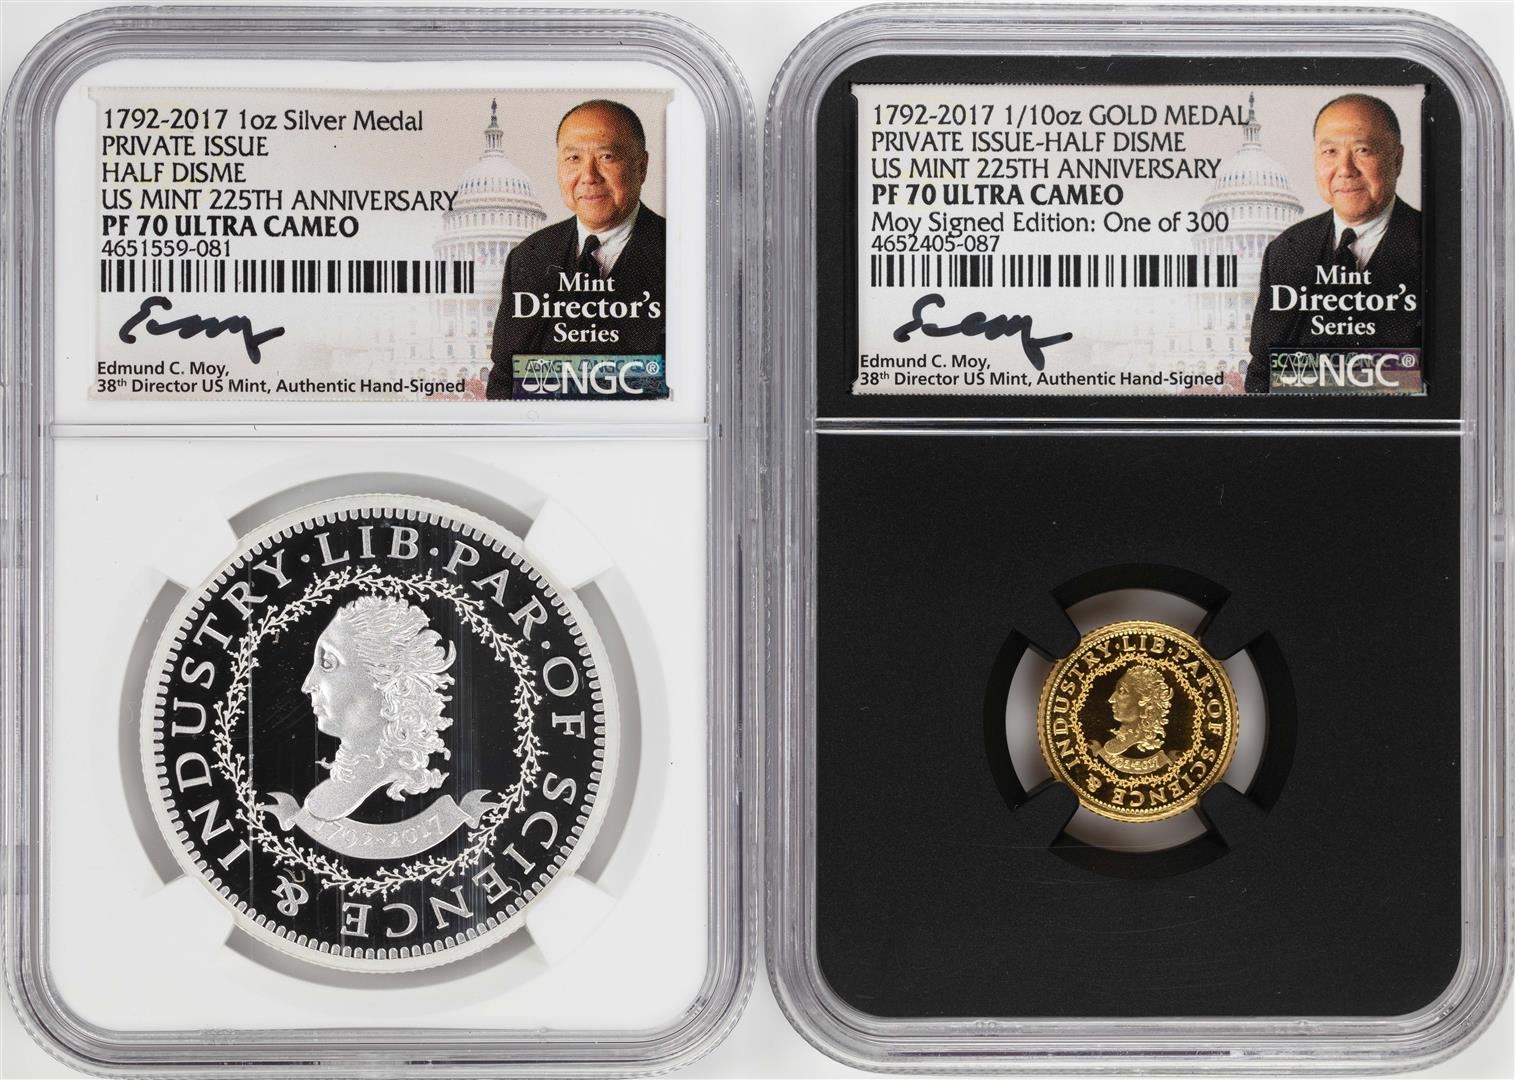 1792-2017 1oz Silver Medal
PRIVATE ISSUE
HALF DISME
US MINT 225TH ANNIVERSARY
PF 70 ULTRA CAMEO
4651559-081
Mint
Director's
Series
Edmund C. Moy,
38th Director US Mint, Authentic Hand-Signed
NGC®
INDUSTRY·LIB·PAR·OF·SCIENCE &
1792-2017
1792-2017 1/10oz GOLD MEDAL
PRIVATE ISSUE-HALF DISME
US MINT 225TH ANNIVERSARY
PF 70 ULTRA CAMEO
Moy Signed Edition: One of 300
4652405-087
Mint
Director's
Series
Edmund C. Moy,
38th Director US Mint, Authentic Hand-Signed
NGC®
INDUSTRY·LIB·PAR·OF·SCIENCE &
1792-2017